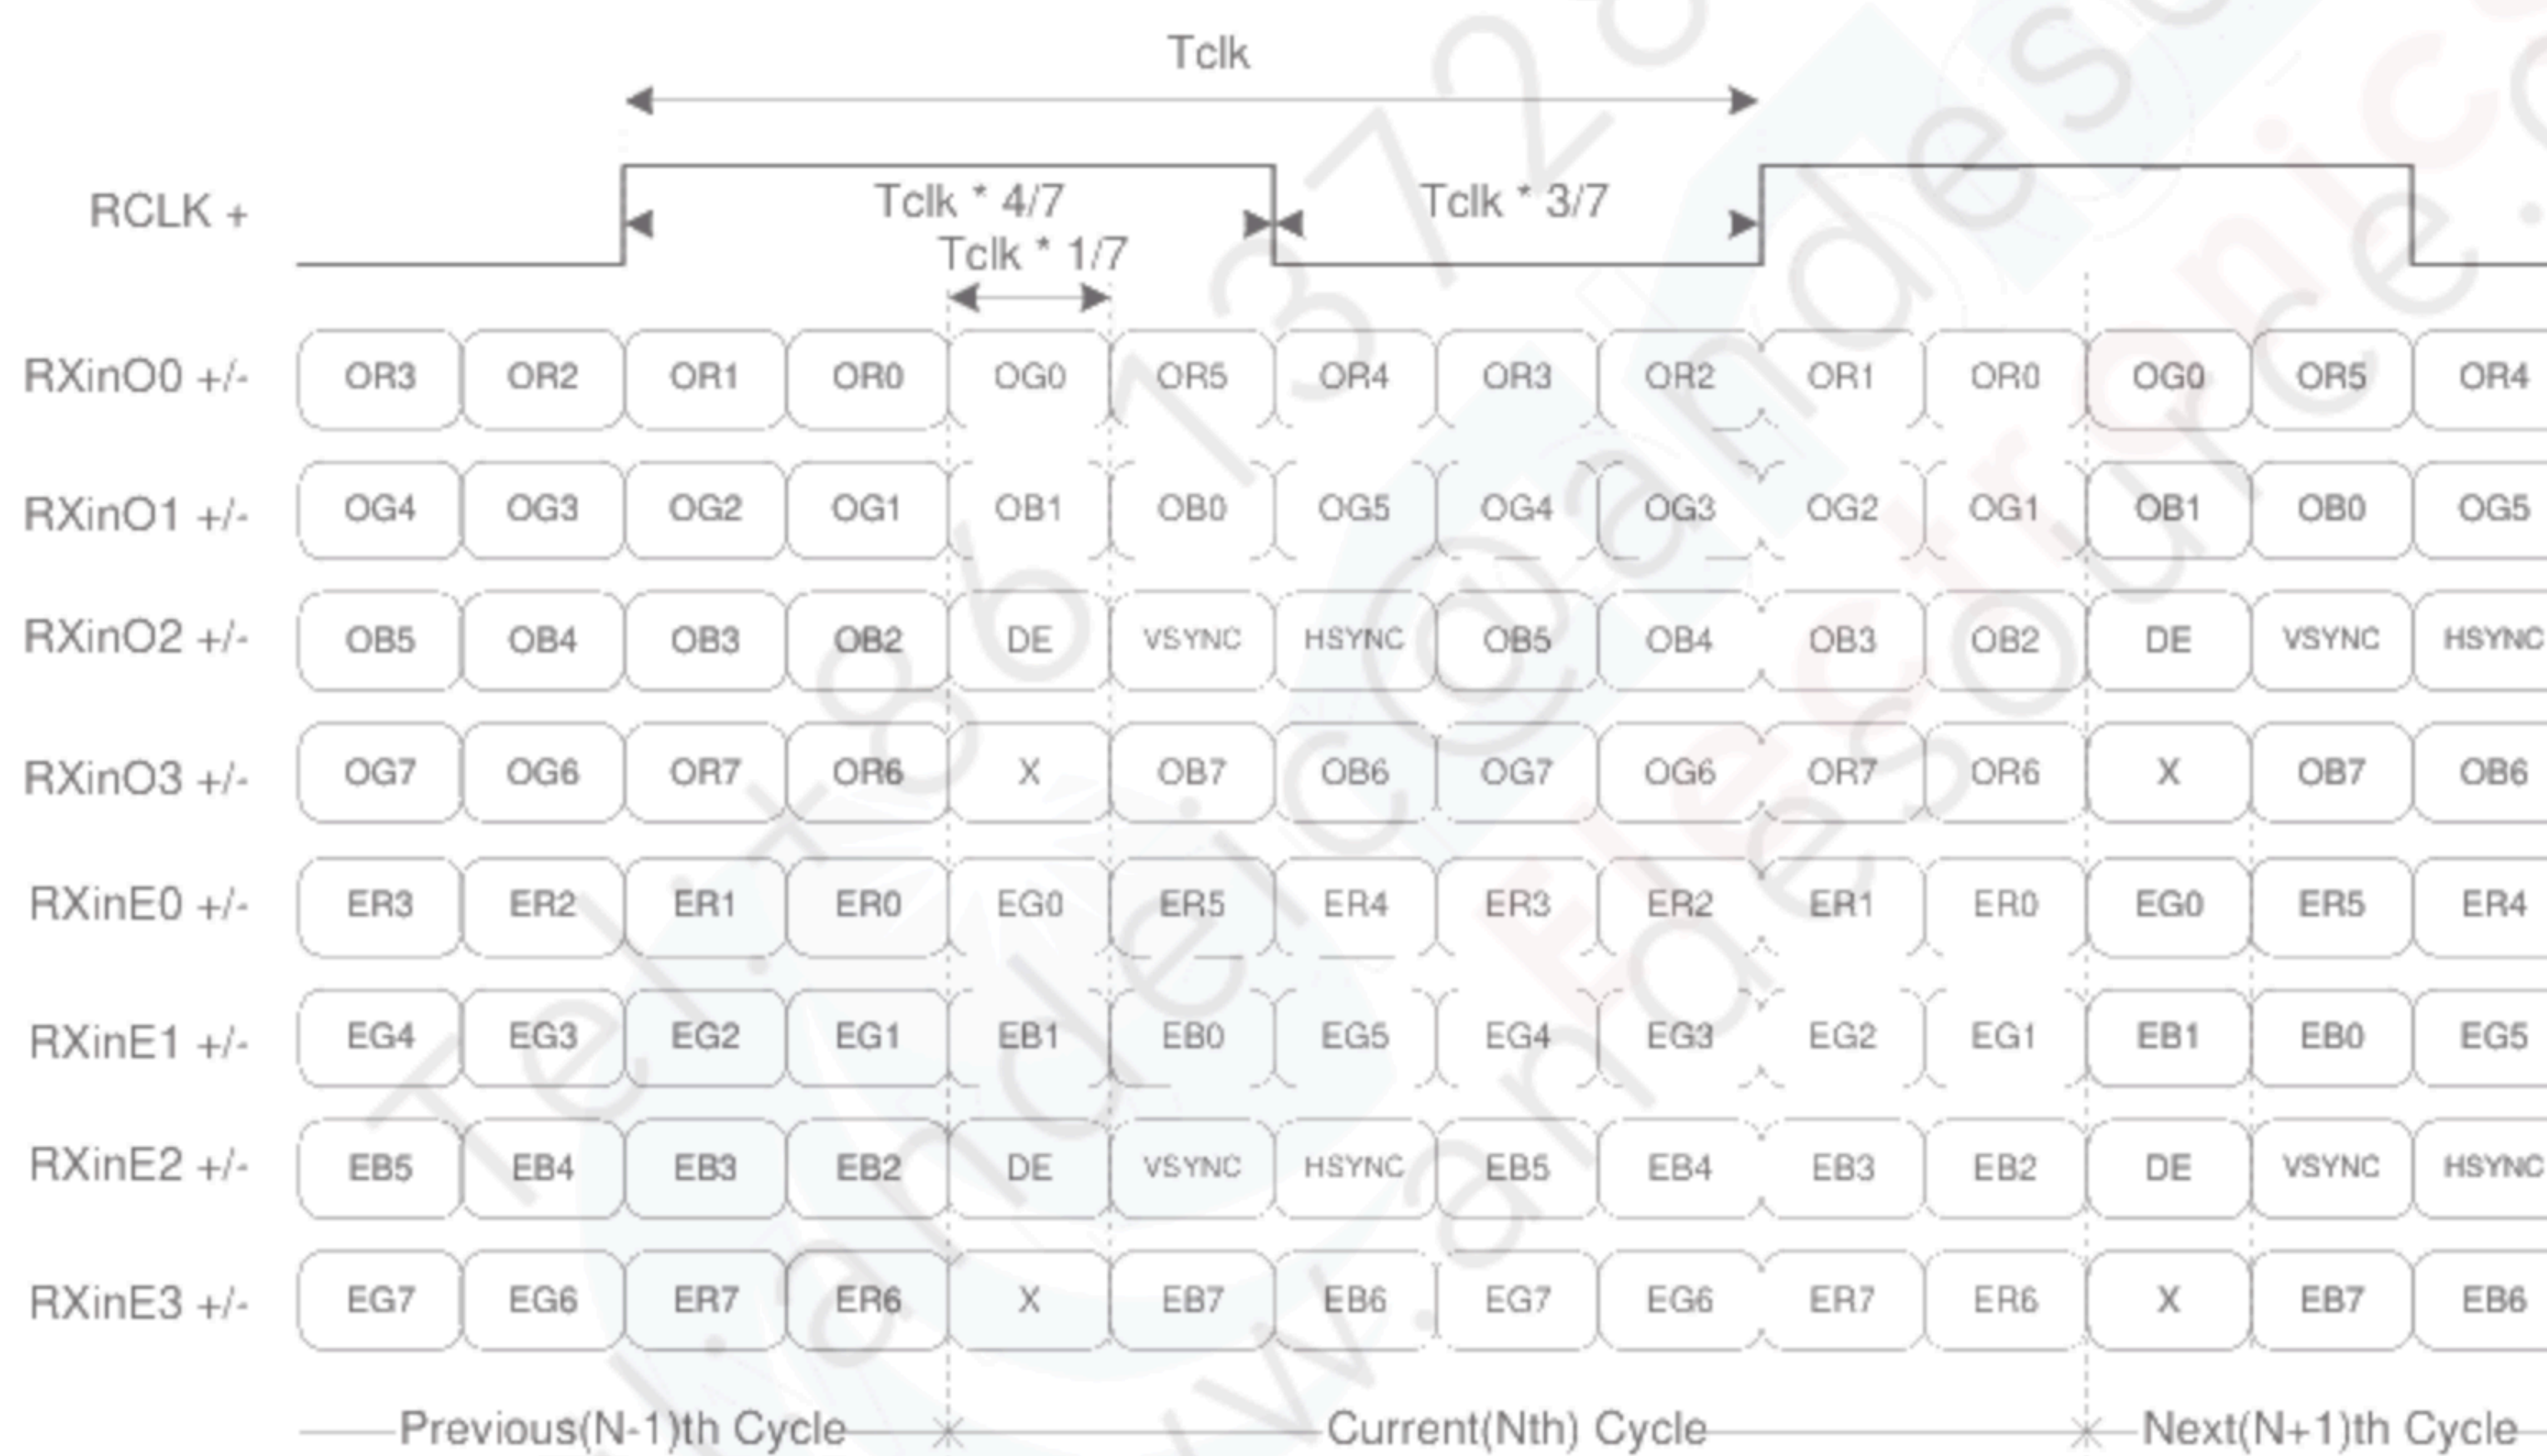 Tclk
RCLK + Tclk * 4/7 Tclk * 3/7
Tclk * 1/7
RXinO0 +/- OR3 OR2 OR1 OR0 OG0 OR5 OR4 OR3 OR2 OR1 OR0 OG0 OR5 OR4
RXinO1 +/- OG4 OG3 OG2 OG1 OB1 OB0 OG5 OG4 OG3 OG2 OG1 OB1 OB0 OG5
RXinO2 +/- OB5 OB4 OB3 OB2 DE VSYNC HSYNC OB5 OB4 OB3 OB2 DE VSYNC HSYNC
RXinO3 +/- OG7 OG6 OR7 OR6 X OB7 OB6 OG7 OG6 OR7 OR6 X OB7 OB6
RXinE0 +/- ER3 ER2 ER1 ER0 EG0 ER5 ER4 ER3 ER2 ER1 ER0 EG0 ER5 ER4
RXinE1 +/- EG4 EG3 EG2 EG1 EB1 EB0 EG5 EG4 EG3 EG2 EG1 EB1 EB0 EG5
RXinE2 +/- EB5 EB4 EB3 EB2 DE VSYNC HSYNC EB5 EB4 EB3 EB2 DE VSYNC HSYNC
RXinE3 +/- EG7 EG6 ER7 ER6 X EB7 EB6 EG7 EG6 ER7 ER6 X EB7 EB6
Previous(N-1)th Cycle Current(Nth) Cycle Next(N+1)th Cycle